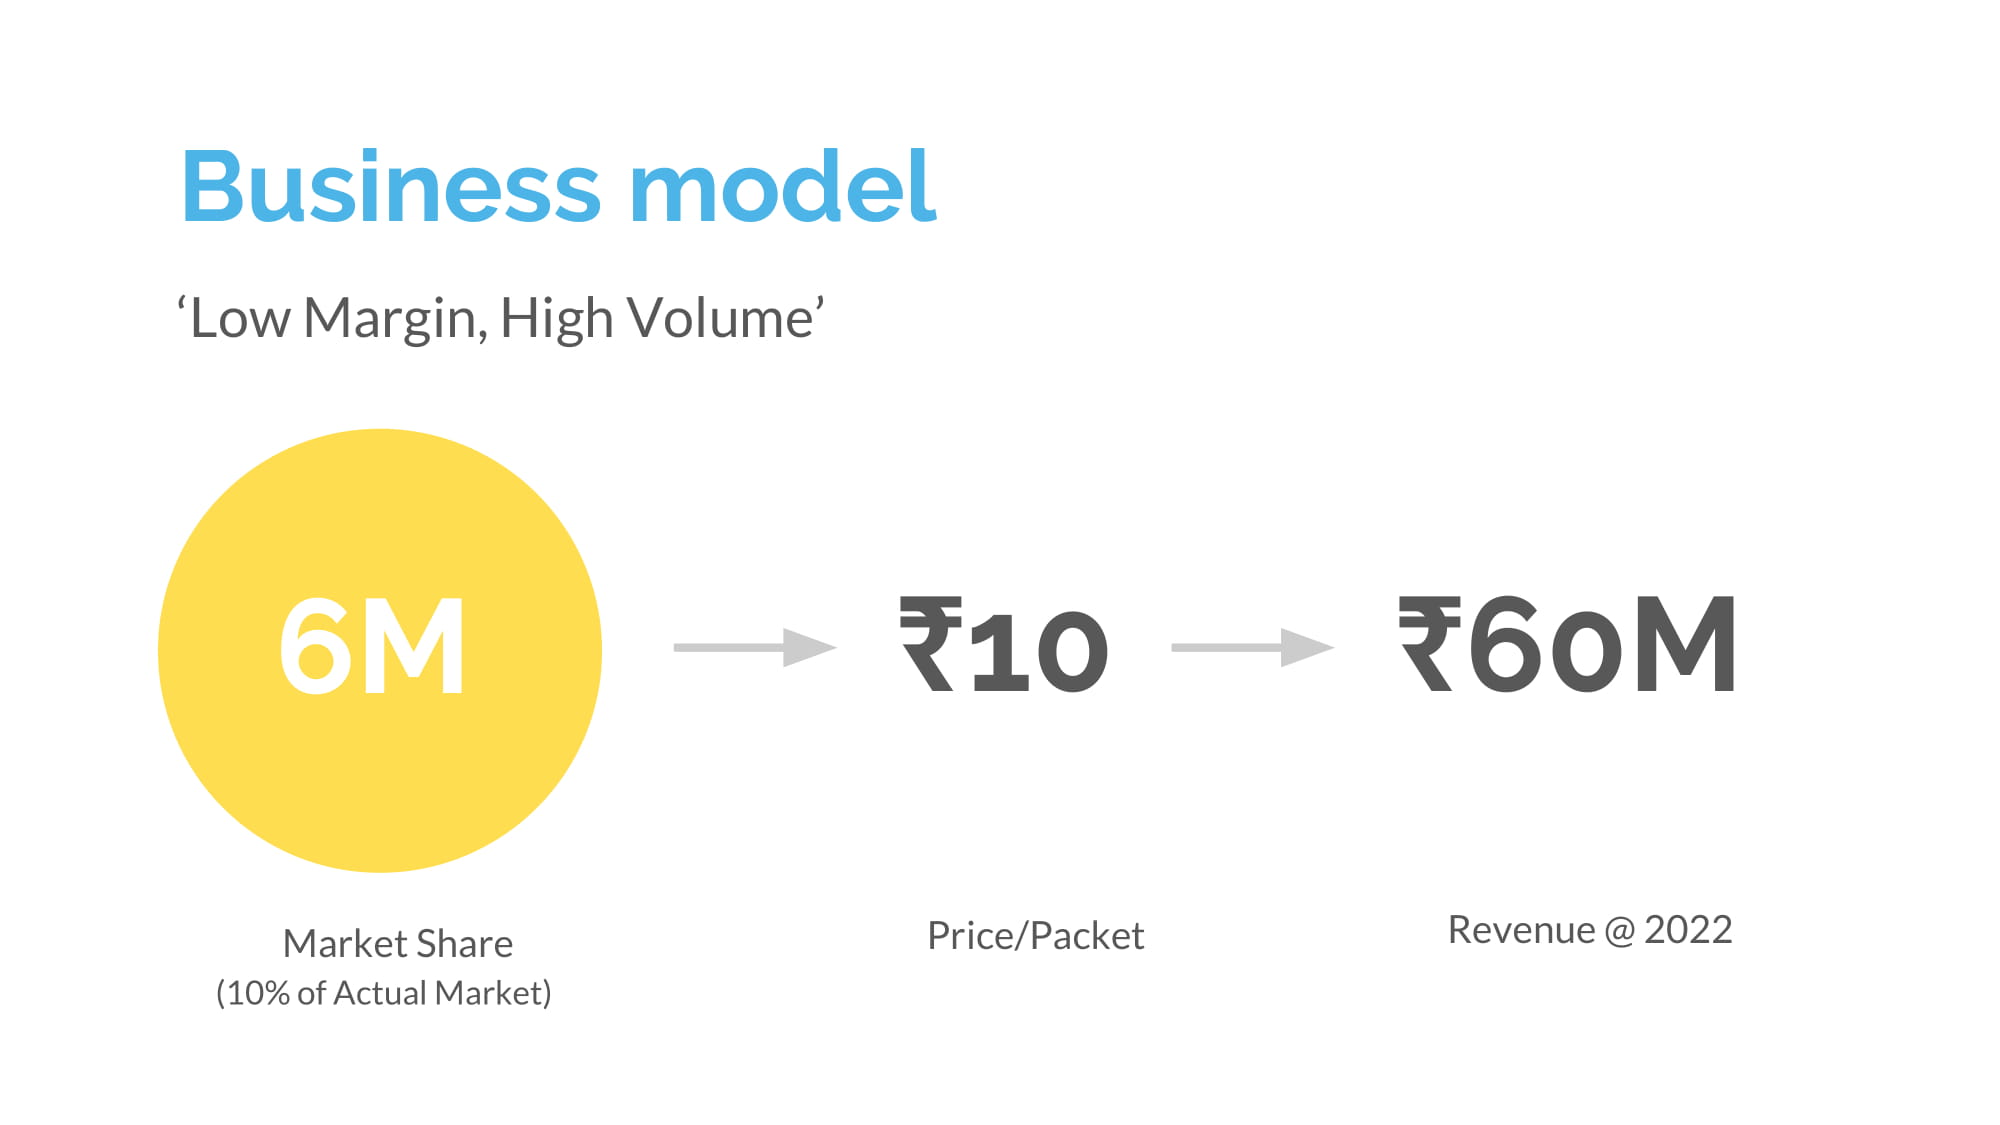 Business model
‘Low Margin, High Volume’
6M
₹10
₹60M
Market Share
(10% of Actual Market)
Price/Packet
Revenue @ 2022